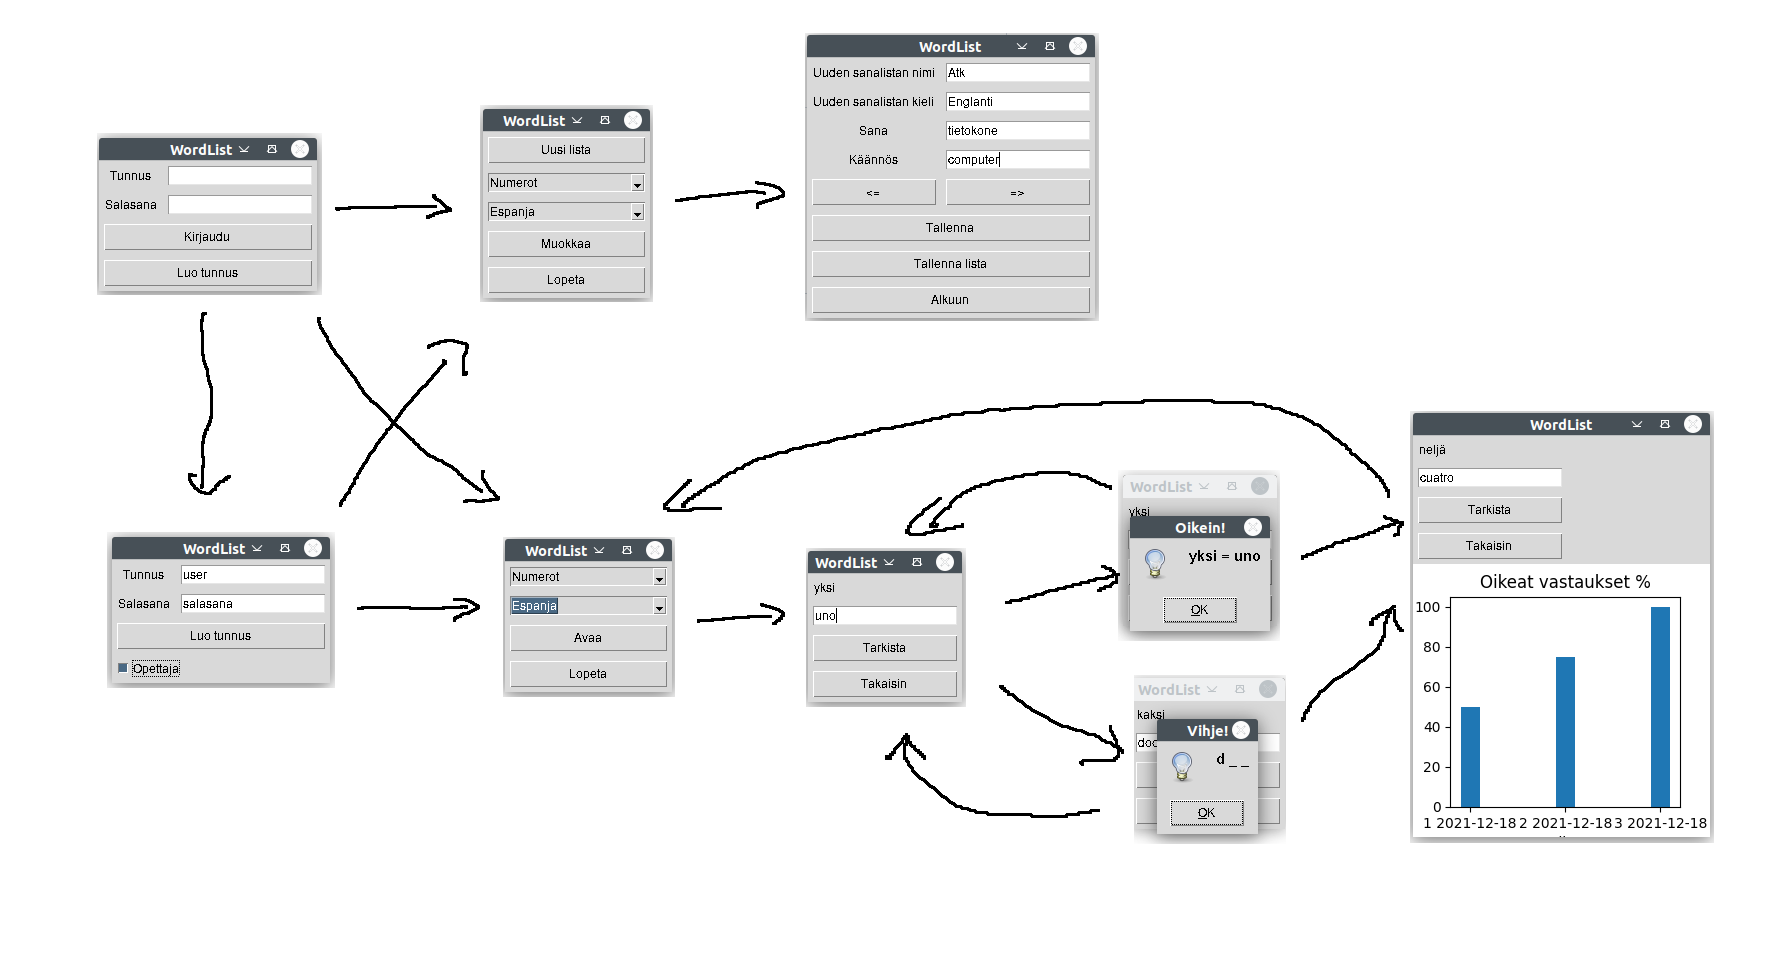 WordList
Tunnus
Salasana
Kirjaudu
Luo tunnus
WordList
Uusi lista
Numerot
Espanja
Muokkaa
Lopeta
WordList
Uuden sanalistan nimi Atk
Uuden sanalistan kieli Englanti
Sana tietokone
Käännös computer
<= =>
Tallenna
Tallenna lista
Alkuun
WordList
Tunnus user
Salasana salasana
Luo tunnus
Opettaja
WordList
Numerot
Espanja
Avaa
Lopeta
WordList
yksi
uno
Tarkista
Takaisin
WordList
yksi
Oikein!
yksi = uno
OK
WordList
kaksi
Vihje!
d _ _
OK
WordList
neljä
cuatro
Tarkista
Takaisin
Oikeat vastaukset %
100
80
60
40
20
0
1 2021-12-18 2 2021-12-18 3 2021-12-18